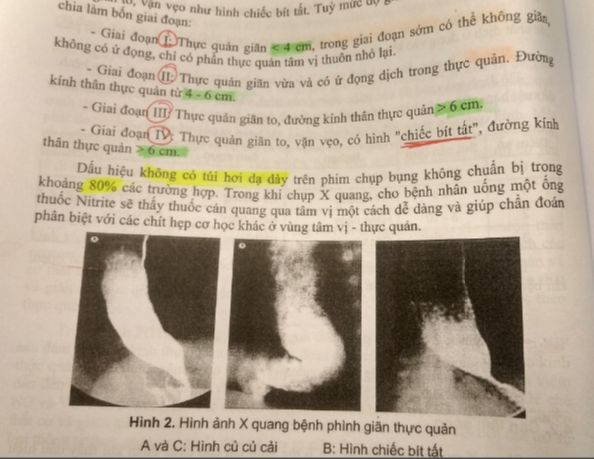 to, vặn vẹo như hình chiếc bít tất. Tuỳ mức độ g
chia làm bốn giai đoạn:
- Giai đoạn I: Thực quản giãn < 4 cm, trong giai đoạn sớm có thể không giãn,
không có ứ đọng, chỉ có phần thực quản tâm vị thuôn nhỏ lại.
- Giai đoạn II: Thực quản giãn vừa và có ứ đọng dịch trong thực quản. Đường
kính thân thực quản từ 4 - 6 cm.
- Giai đoạn III: Thực quản giãn to, đường kính thân thực quản > 6 cm.
- Giai đoạn IV: Thực quản giãn to, vặn vẹo, có hình "chiếc bít tất", đường kính
thân thực quản > 6 cm.
Dấu hiệu không có túi hơi dạ dày trên phim chụp bụng không chuẩn bị trong
khoảng 80% các trường hợp. Trong khi chụp X quang, cho bệnh nhân uống một ống
thuốc Nitrite sẽ thấy thuốc cản quang qua tâm vị một cách dễ dàng và giúp chẩn đoán
phân biệt với các chít hẹp cơ học khác ở vùng tâm vị - thực quản.
Hình 2. Hình ảnh X quang bệnh phình giãn thực quản
A và C: Hình củ củ cải B: Hình chiếc bít tất